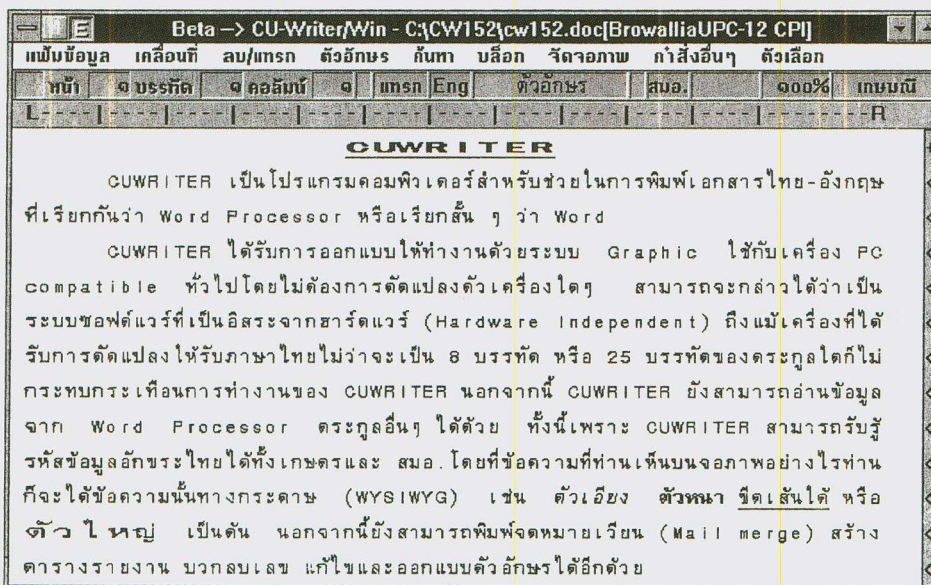 Beta —> CU-Writer/Win - C:\CW152\cw152.doc[BrowalliaUPC-12 CPI]
แฟ้มข้อมูล เคลื่อนที่ ลบ/แทรก ตัวอักษร ค้นหา บล็อก จัดจอภาพ คำสั่งอื่นๆ ตัวเลือก
หน้า ๑ บรรทัด ๑ คอลัมน์ ๑ แทรก Eng ตัวอักษร สมอ. ๑๐๐% เกษมณี
L----|----|----|----|----|----|----|----|----|----|----|---------R
CUWRITER
CUWRITER เป็นโปรแกรมคอมพิวเตอร์สำหรับช่วยในการพิมพ์เอกสารไทย-อังกฤษ
ที่เรียกกันว่า Word Processor หรือเรียกสั้น ๆ ว่า Word
CUWRITER ได้รับการออกแบบให้ทำงานด้วยระบบ Graphic ใช้กับเครื่อง PC
compatible ทั่วไปโดยไม่ต้องการดัดแปลงตัวเครื่องใดๆ สามารถจะกล่าวได้ว่าเป็น
ระบบซอฟต์แวร์ที่เป็นอิสระจากฮาร์ดแวร์ (Hardware Independent) ถึงแม้เครื่องที่ได้
รับการดัดแปลงให้รับภาษาไทยไม่ว่าจะเป็น 8 บรรทัด หรือ 25 บรรทัดของตระกูลใดก็ไม่
กระทบกระเทือนการทำงานของ CUWRITER นอกจากนี้ CUWRITER ยังสามารถอ่านข้อมูล
จาก Word Processor ตระกูลอื่นๆ ได้ด้วย ทั้งนี้เพราะ CUWRITER สามารถรับรู้
รหัสข้อมูลอักขระไทยได้ทั้งเกษตรและ สมอ.โดยที่ข้อความที่ท่านเห็นบนจอภาพอย่างไรท่าน
ก็จะได้ข้อความนั้นทางกระดาษ (WYSIWYG) เช่น ตัวเอียง ตัวหนา ขีดเส้นใต้ หรือ
ตัวใหญ่ เป็นต้น นอกจากนี้ยังสามารถพิมพ์จดหมายเวียน (Mail merge) สร้าง
ตารางรายงาน บวกลบเลข แก้ไขและออกแบบตัวอักษรได้อีกด้วย